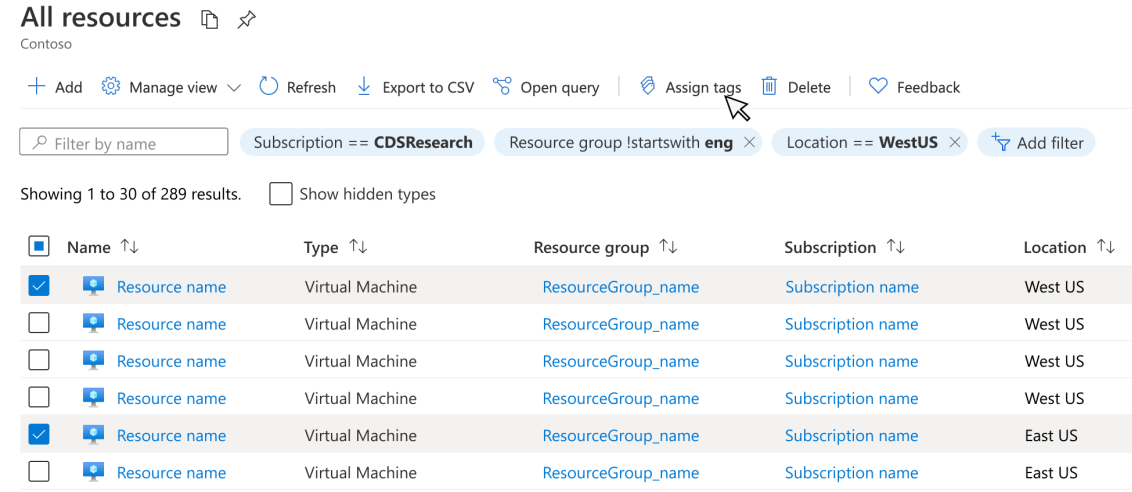 All resources
Contoso
Add Manage view Refresh Export to CSV Open query Assign tags Delete Feedback
Filter by name Subscription == CDSResearch Resource group !startswith eng Location == WestUS Add filter
Showing 1 to 30 of 289 results. Show hidden types
Name Type Resource group Subscription Location
Resource name Virtual Machine ResourceGroup_name Subscription name West US
Resource name Virtual Machine ResourceGroup_name Subscription name West US
Resource name Virtual Machine ResourceGroup_name Subscription name West US
Resource name Virtual Machine ResourceGroup_name Subscription name West US
Resource name Virtual Machine ResourceGroup_name Subscription name East US
Resource name Virtual Machine ResourceGroup_name Subscription name East US